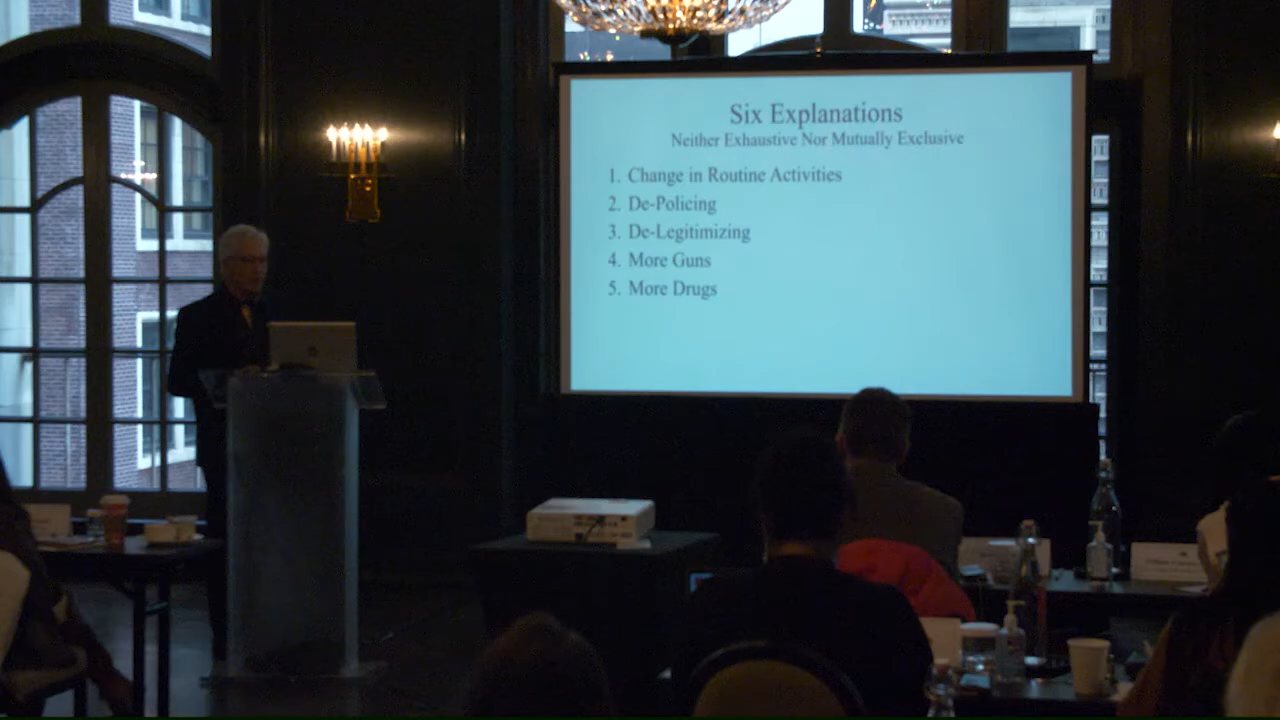 Six Explanations
Neither Exhaustive Nor Mutually Exclusive
1. Change in Routine Activities
2. De-Policing
3. De-Legitimizing
4. More Guns
5. More Drugs